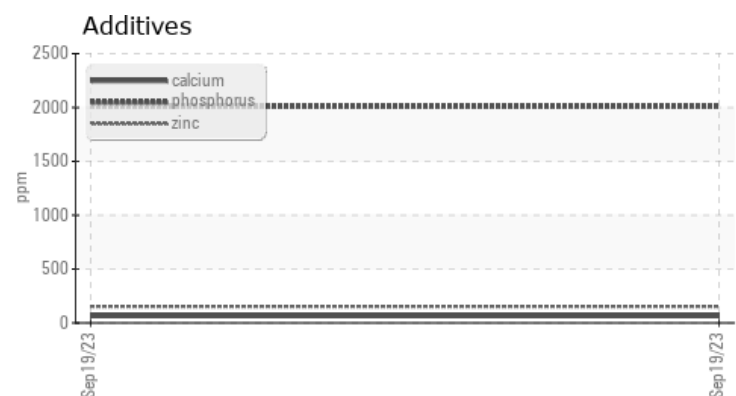 Additives
2500
2000
1500
1000
500
0
ppm
calcium
phosphorus
zinc
Sep19/23
Sep19/23